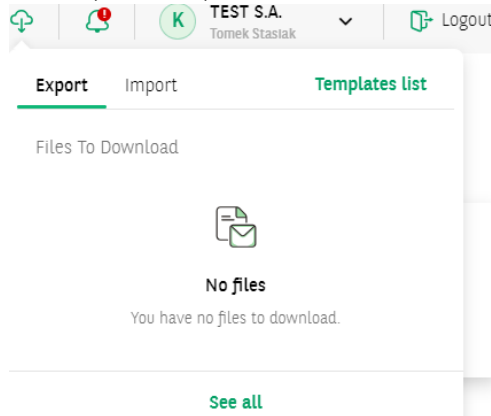 TEST S.A.
K
Tomek Stasiak
Logout
Export
Import
Templates list
Files To Download
No files
You have no files to download.
See all